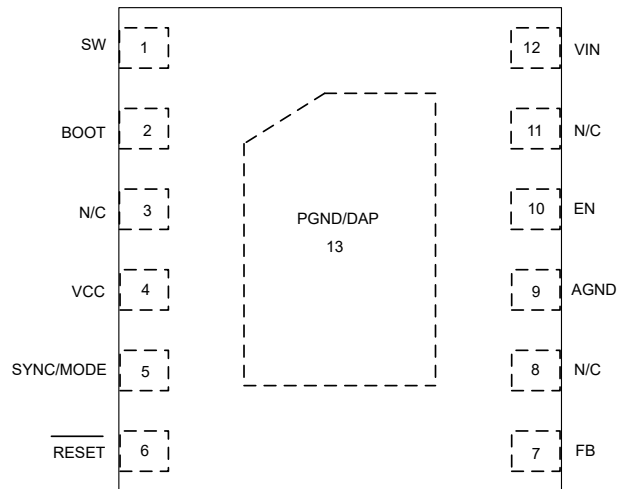 SW 1 12 VIN
BOOT 2 11 N/C
N/C 3 10 EN
PGND/DAP
13
VCC 4 9 AGND
SYNC/MODE 5 8 N/C
RESET 6 7 FB